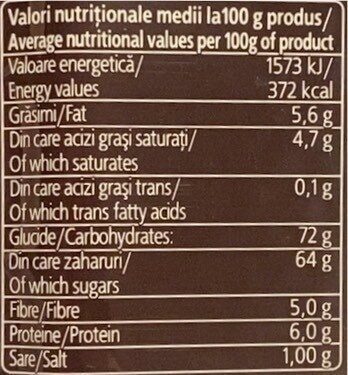 Valori nutriționale medii la100 g produs/
Average nutritional values per 100g of product
Valoare energetică/ 1573 kJ/
Energy values 372 kcal
Grăsimi/Fat 5,6 g
Din care acizi grași saturați/ 4,7 g
Of which saturates
Din care acizi grași trans/ 0,1 g
Of which trans fatty acids
Glucide/Carbohydrates: 72 g
Din care zaharuri/ 64 g
Of which sugars
Fibre/Fibre 5,0 g
Proteine/Protein 6,0 g
Sare/Salt 1,00 g